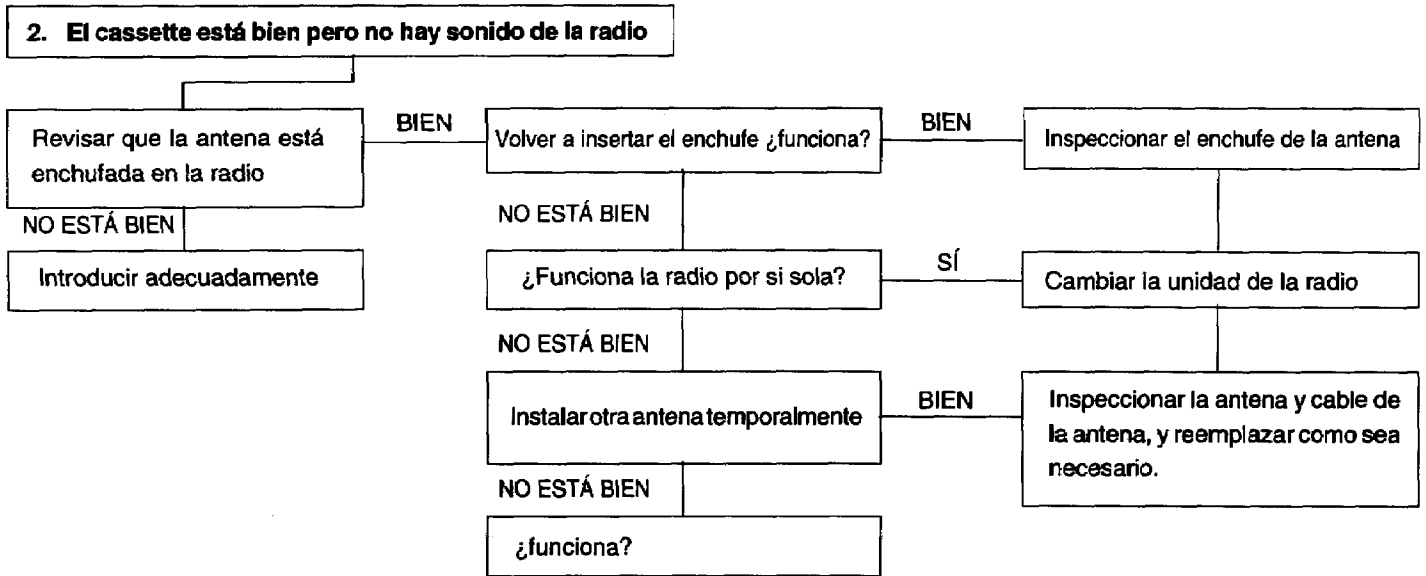 2. El cassette está bien pero no hay sonido de la radio
Revisar que la antena está
enchufada en la radio
BIEN
Volver a insertar el enchufe ¿funciona?
BIEN
Inspeccionar el enchufe de la antena
NO ESTÁ BIEN
Introducir adecuadamente
NO ESTÁ BIEN
¿Funciona la radio por si sola?
SÍ
Cambiar la unidad de la radio
NO ESTÁ BIEN
Instalar otra antena temporalmente
BIEN
Inspeccionar la antena y cable de
la antena, y reemplazar como sea
necesario.
NO ESTÁ BIEN
¿funciona?